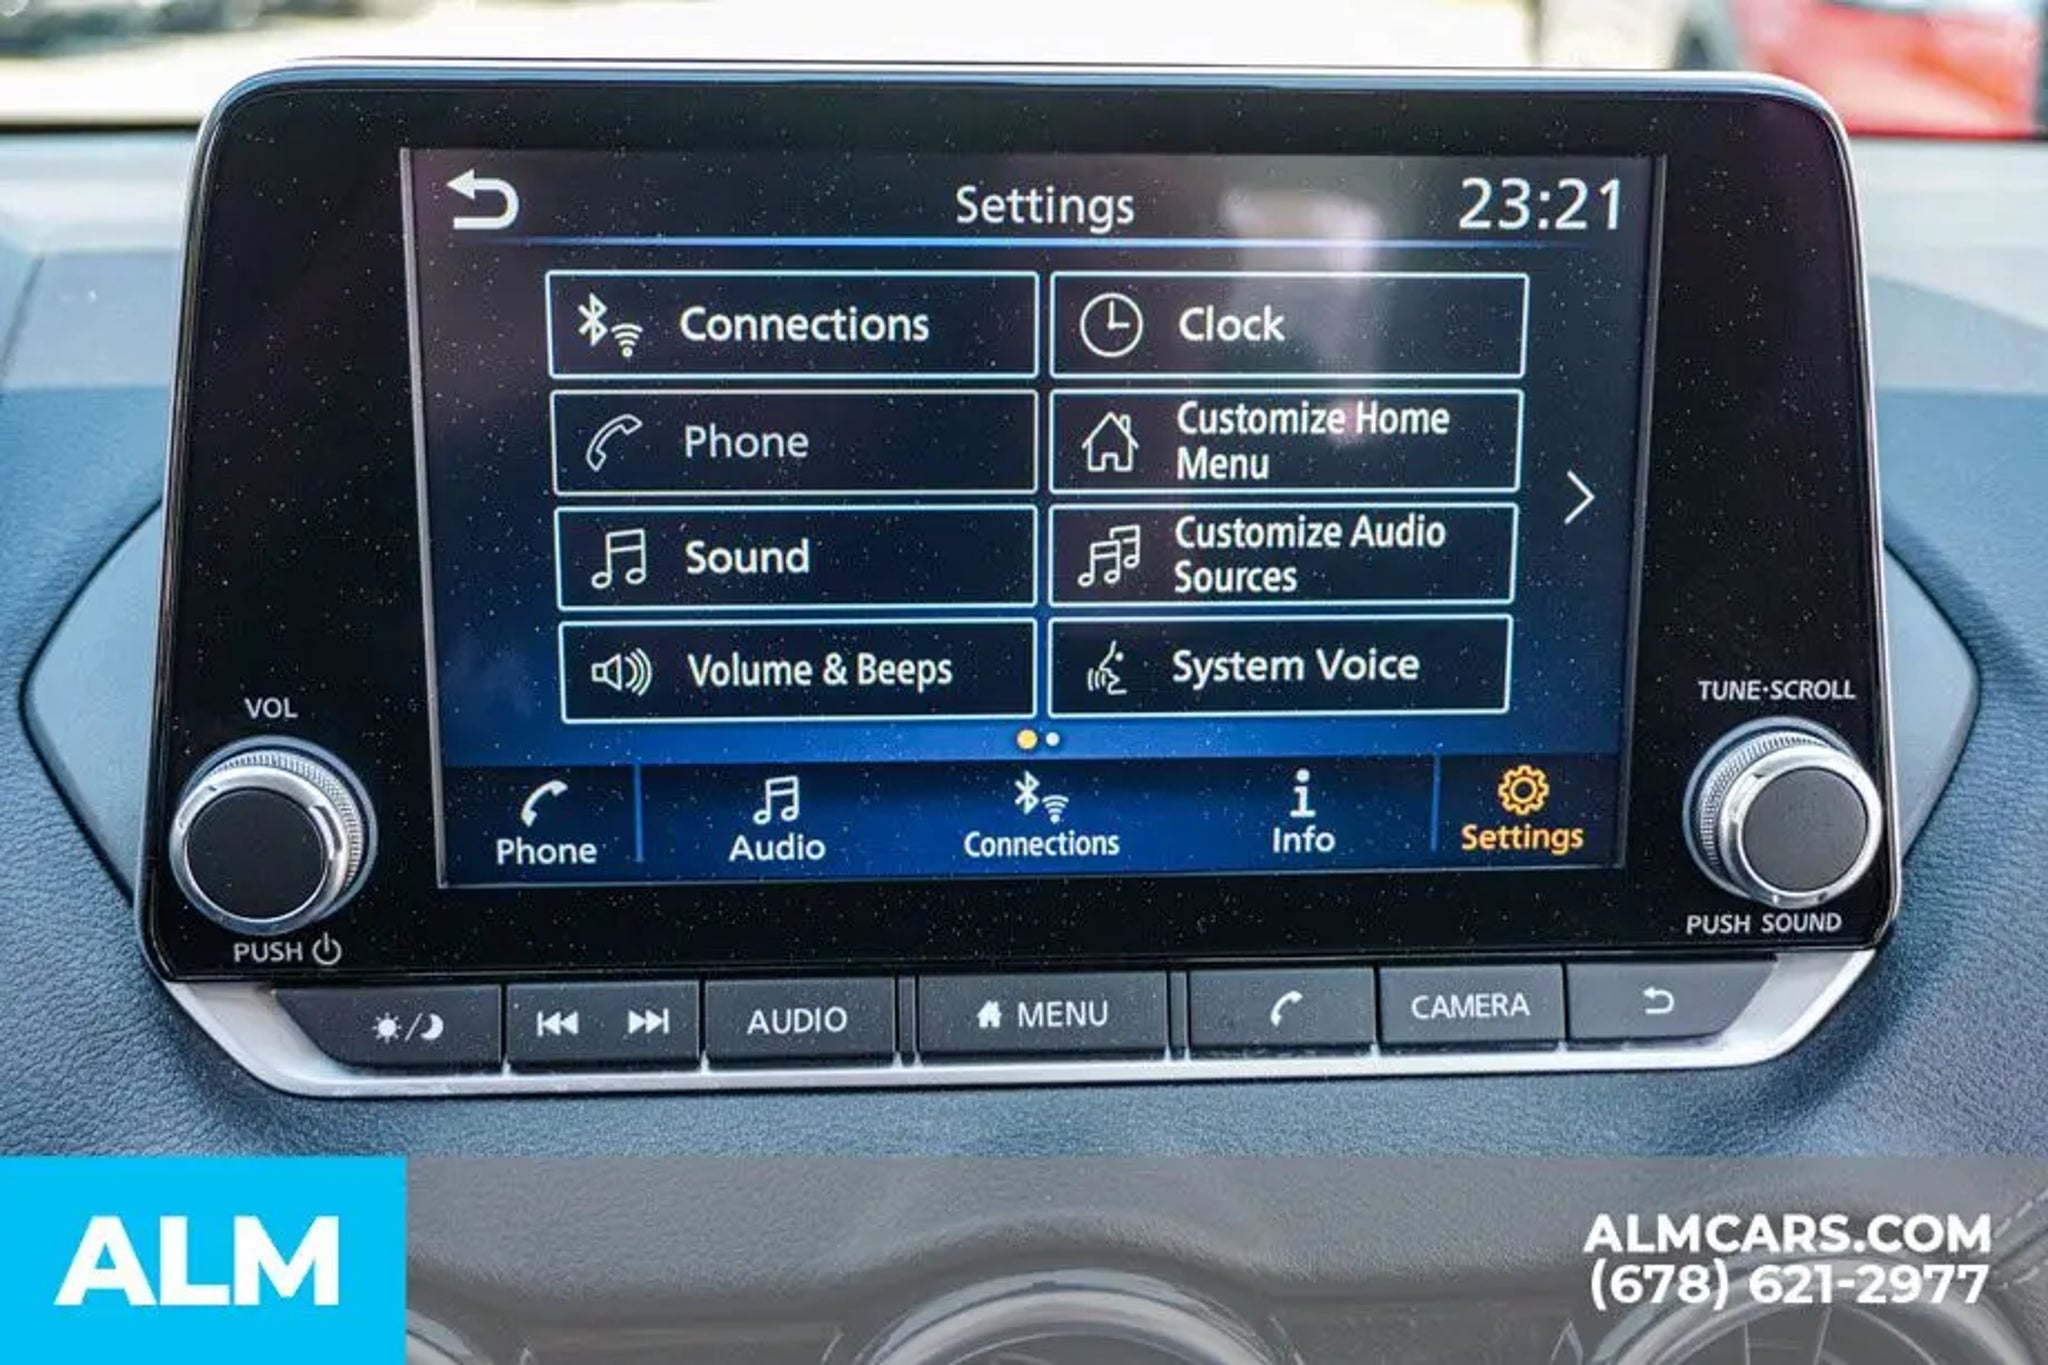 Settings
23:21
Connections
Clock
Phone
Customize Home
Menu
Sound
Customize Audio
Sources
Volume & Beeps
System Voice
Phone
Audio
Connections
Info
Settings
VOL
PUSH
TUNE·SCROLL
PUSH SOUND
AUDIO
MENU
CAMERA
ALM
ALMCARS.COM
(678) 621-2977